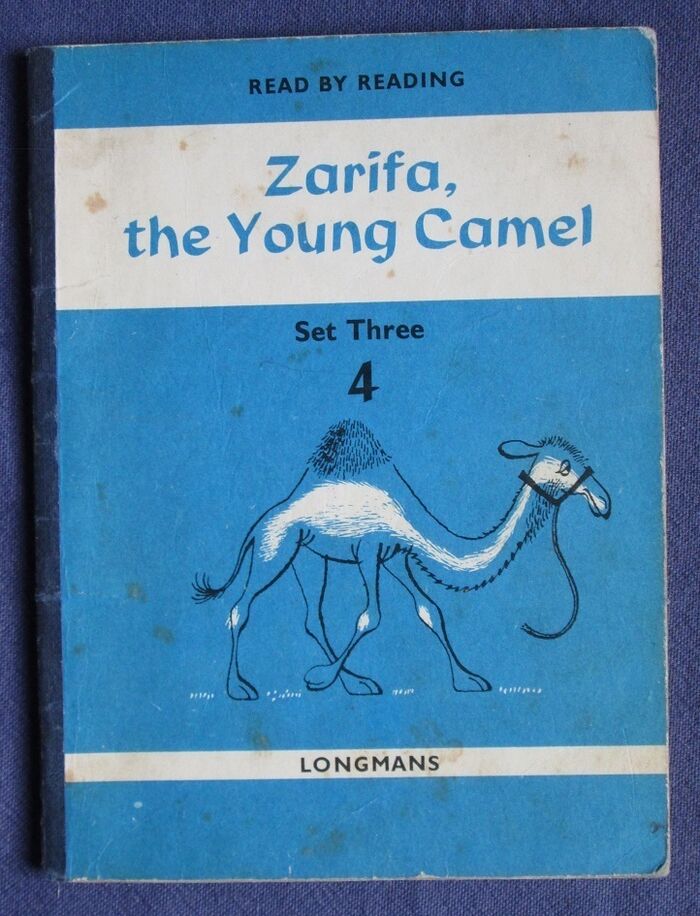 READ BY READING
Zarifa,
the Young Camel
Set Three
4
LONGMANS